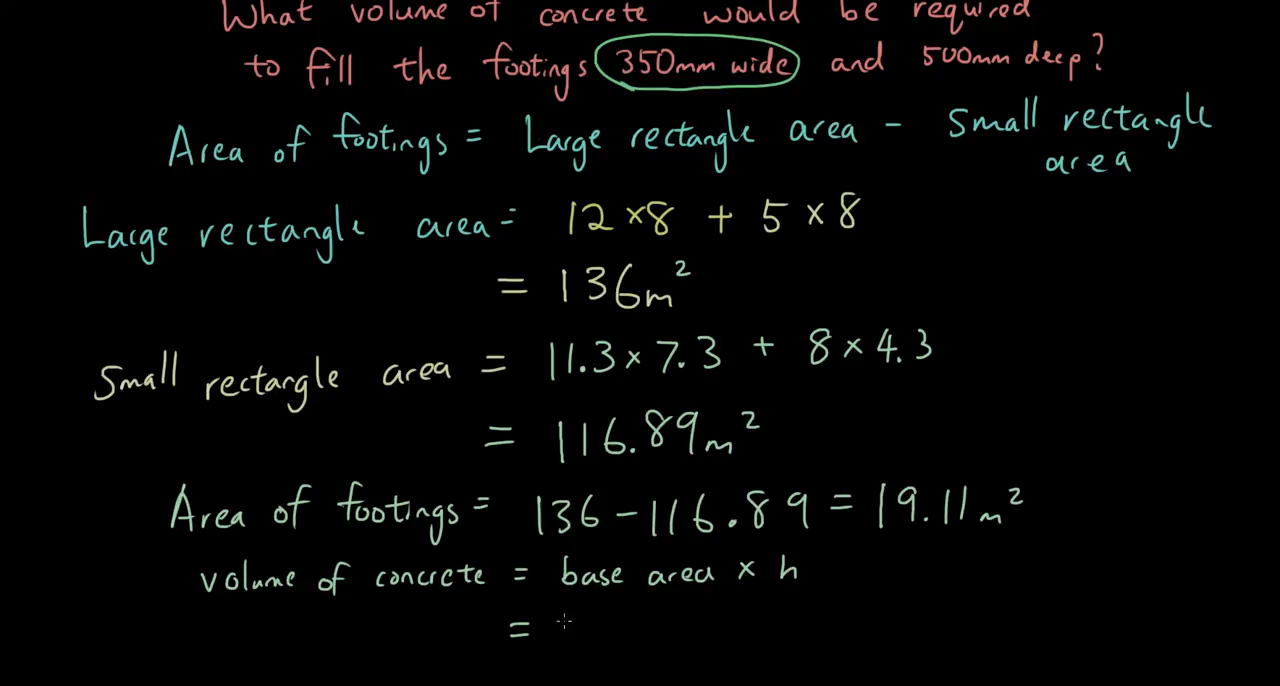 What volume of concrete would be required
to fill the footings 350mm wide and 500mm deep?
Area of footings = Large rectangle area - Small rectangle
area
Large rectangle area = 12 × 8 + 5 × 8
= 136m²
Small rectangle area = 11.3 × 7.3 + 8 × 4.3
= 116.89m²
Area of footings = 136 - 116.89 = 19.11m²
volume of concrete = base area × h
=